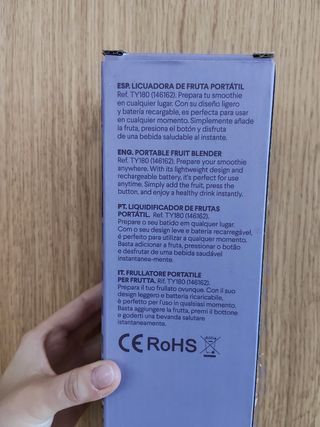 ESP. LICUADORA DE FRUTA PORTÁTIL
Ref. TY180 (146162). Prepara tu smoothie
en cualquier lugar. Con su diseño ligero
y batería recargable, es perfecta para usar
en cualquier momento. Simplemente añade
la fruta, presiona el botón y disfruta
de una bebida saludable al instante.
ENG. PORTABLE FRUIT BLENDER
Ref. TY180 (146162). Prepare your smoothie
anywhere. With its lightweight design and
rechargeable battery, it's perfect for use
anytime. Simply add the fruit, press the
button, and enjoy a healthy drink instantly.
PT. LIQUIDIFICADOR DE FRUTAS
PORTÁTIL. Ref. TY180 (146162).
Prepare o seu batido em qualquer lugar.
Com o seu design leve e bateria recarregável,
é perfeito para utilizar a qualquer momento.
Basta adicionar a fruta, pressionar o botão
e desfrutar de uma bebida saudável
instantanea-mente.
IT. FRULLATORE PORTATILE
PER FRUTTA. Rif. TY180 (146162).
Prepara il tuo frullato ovunque. Con il suo
design leggero e batteria ricaricabile,
è perfetto per l'uso in qualsiasi momento.
Basta aggiungere la frutta, premi il bottone
e goderti una bevanda salutare
istantaneamente.
CE RoHS